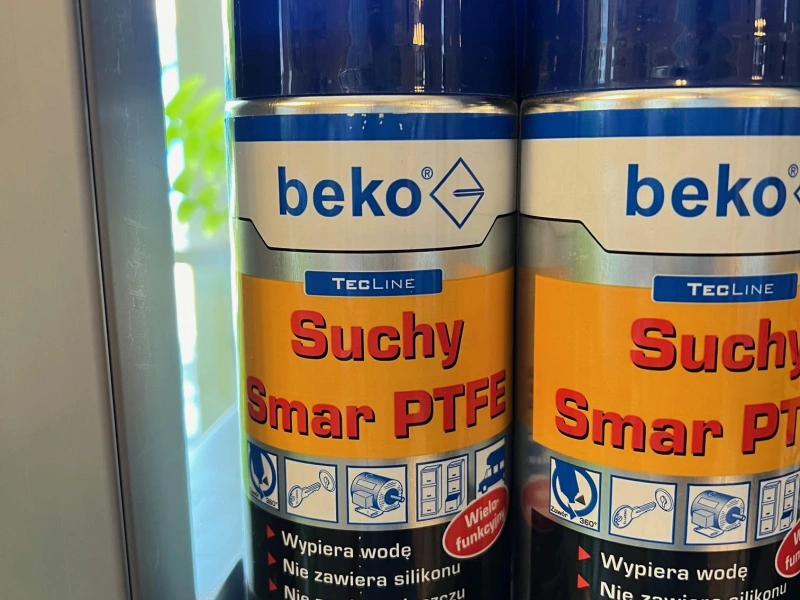 beko®
TECLINE
Suchy
Smar PTFE
Wielo-
funkcyjny
Wypiera wodę
Nie zawiera silikonu
beko®
TECLINE
Suchy
Smar
Zawór 360°
Wypiera wodę
Nie zawiera silikonu